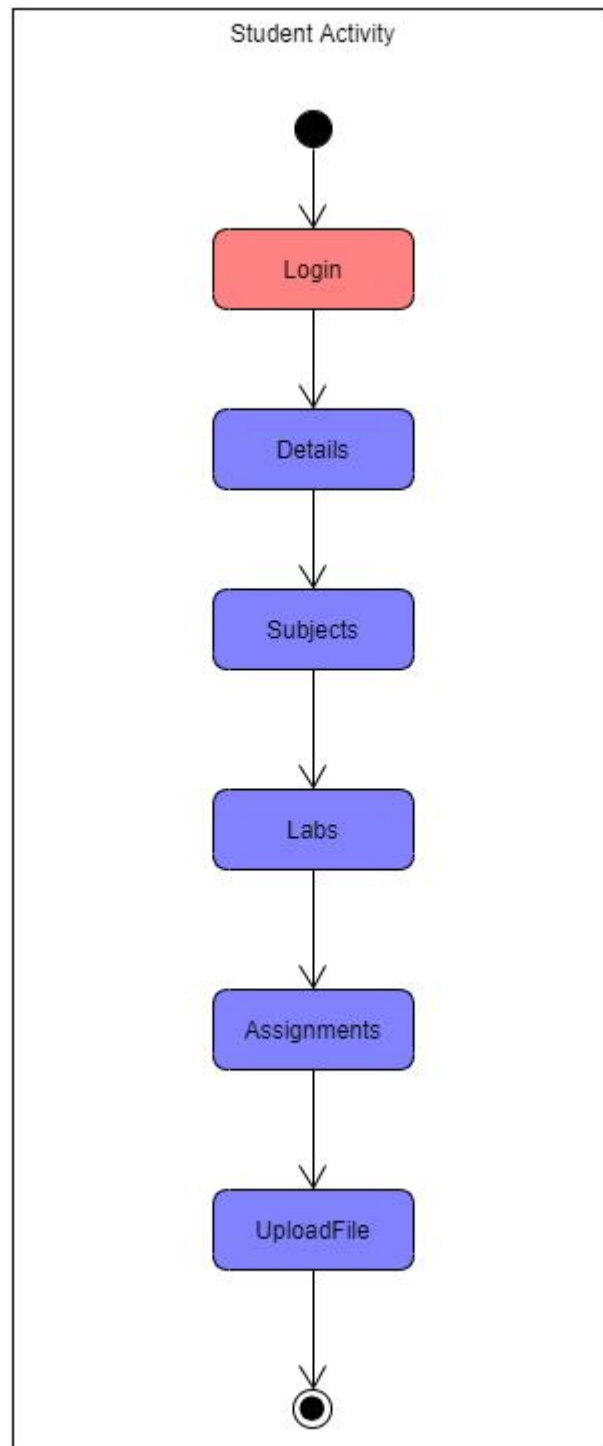 Student Activity
Login
Details
Subjects
Labs
Assignments
UploadFile